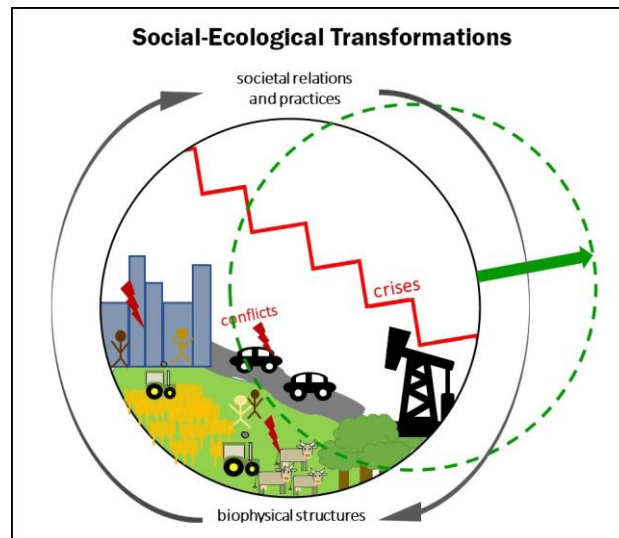 Social-Ecological Transformations
societal relations
and practices
crises
conflicts
biophysical structures